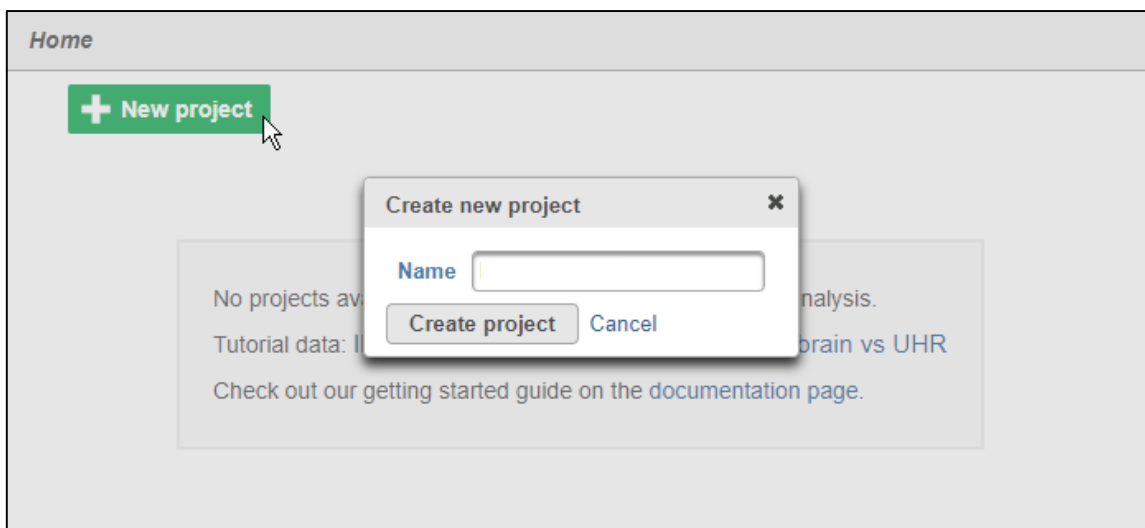 Home
New project
Create new project
Name
Create project Cancel
No projects nalysis.
Tutorial data: brain vs UHR
Check out our getting started guide on the documentation page.